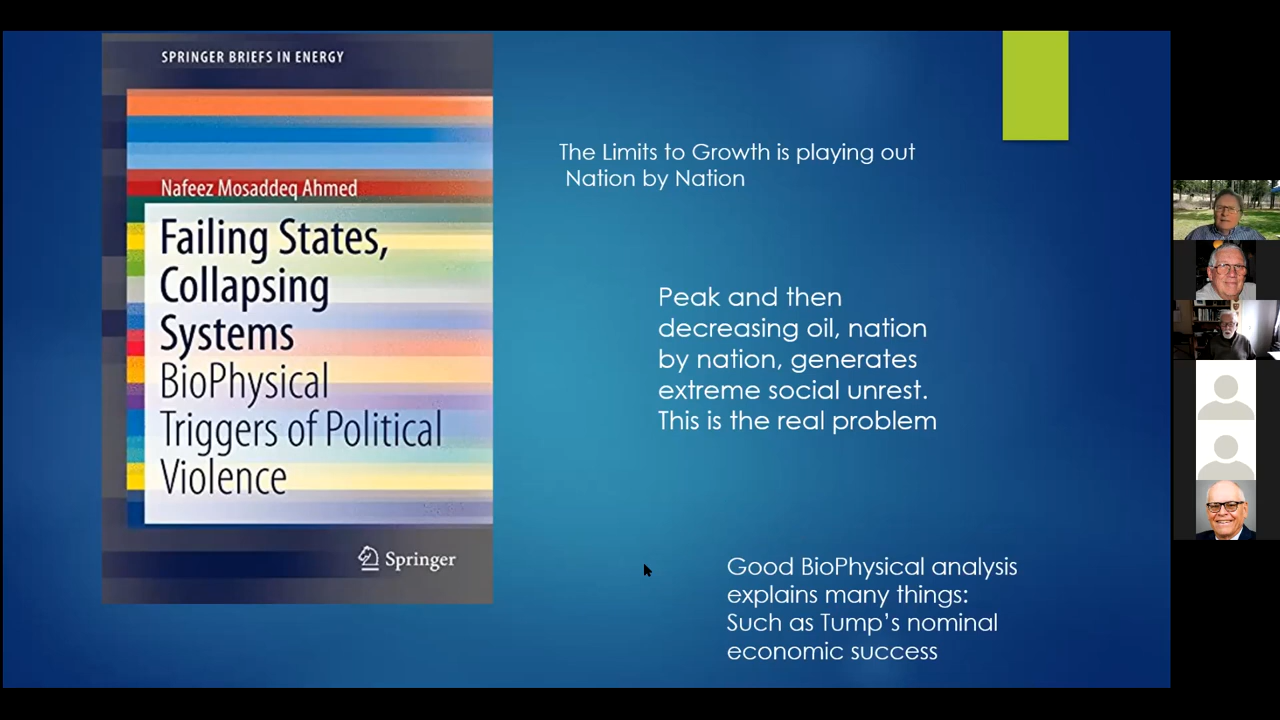 SPRINGER BRIEFS IN ENERGY
Nafeez Mosaddeq Ahmed
Failing States,
Collapsing
Systems
BioPhysical
Triggers of Political
Violence
Springer
The Limits to Growth is playing out
Nation by Nation
Peak and then
decreasing oil, nation
by nation, generates
extreme social unrest.
This is the real problem
Good BioPhysical analysis
explains many things:
Such as Tump's nominal
economic success